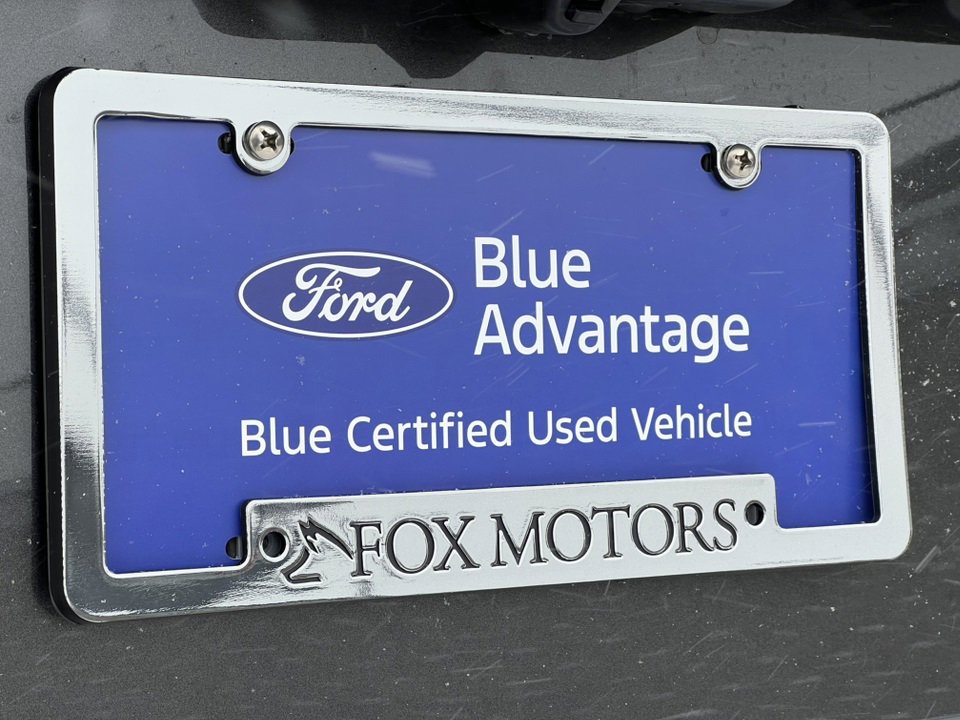 Ford
Blue
Advantage
Blue Certified Used Vehicle
FOX MOTORS